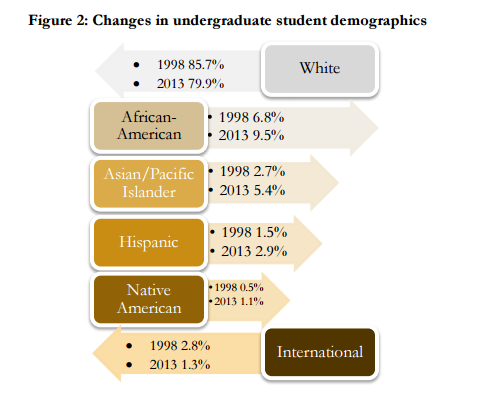 Figure 2: Changes in undergraduate student demographics
• 1998 85.7%
• 2013 79.9%
White
African-
American
• 1998 6.8%
• 2013 9.5%
Asian/Pacific
Islander
• 1998 2.7%
• 2013 5.4%
Hispanic
• 1998 1.5%
• 2013 2.9%
Native
American
• 1998 0.5%
• 2013 1.1%
• 1998 2.8%
• 2013 1.3%
International